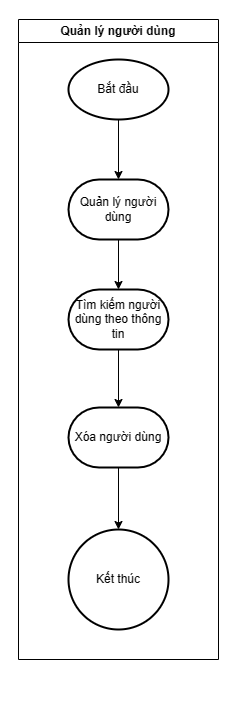 Quản lý người dùng
Bắt đầu
Quản lý người
dùng
Tìm kiếm người
dùng theo thông
tin
Xóa người dùng
Kết thúc